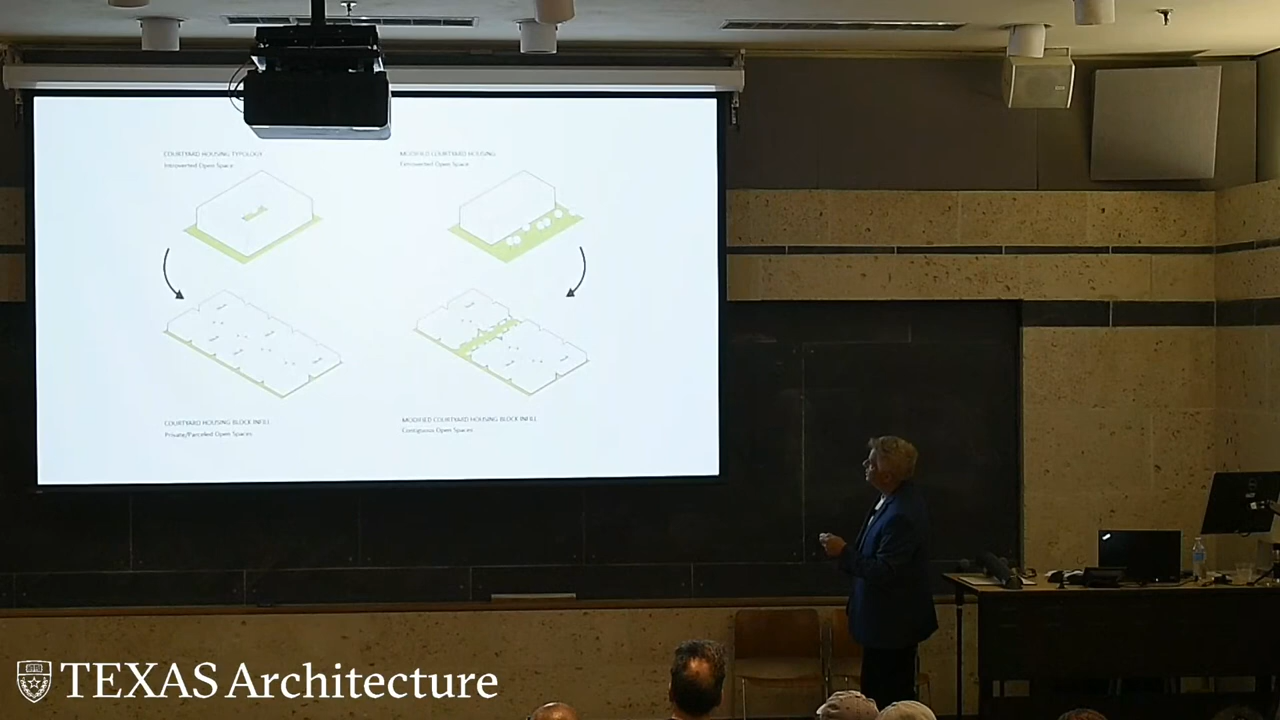 COURTYARD HOUSING TYPOLOGY
Introverted Open Space
MODIFIED COURTYARD HOUSING
Extroverted Open Space
COURTYARD HOUSING BLOCK INFILL
Private/Parceled Open Spaces
MODIFIED COURTYARD HOUSING BLOCK INFILL
Contiguous Open Spaces
TEXAS Architecture